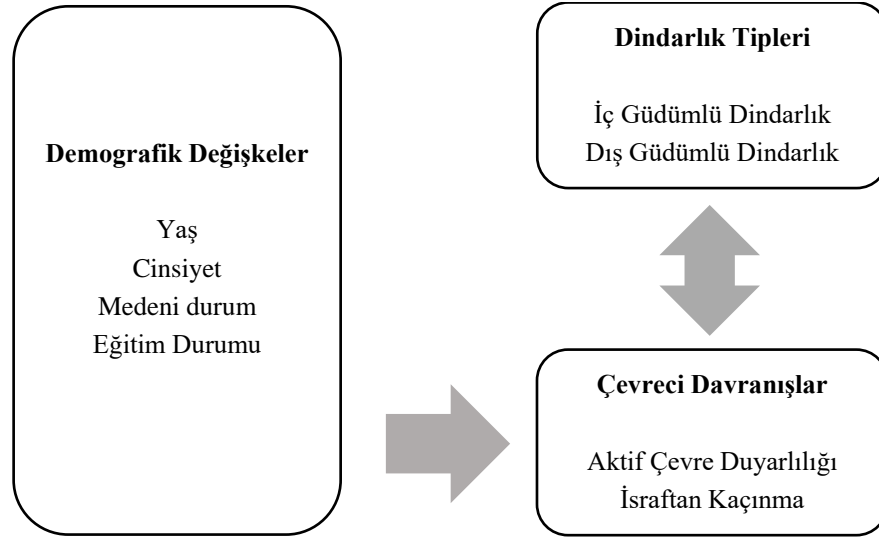 Demografik Değişkeler
Yaş
Cinsiyet
Medeni durum
Eğitim Durumu
Dindarlık Tipleri
İç Güdümlü Dindarlık
Dış Güdümlü Dindarlık
Çevreci Davranışlar
Aktif Çevre Duyarlılığı
İsraftan Kaçınma